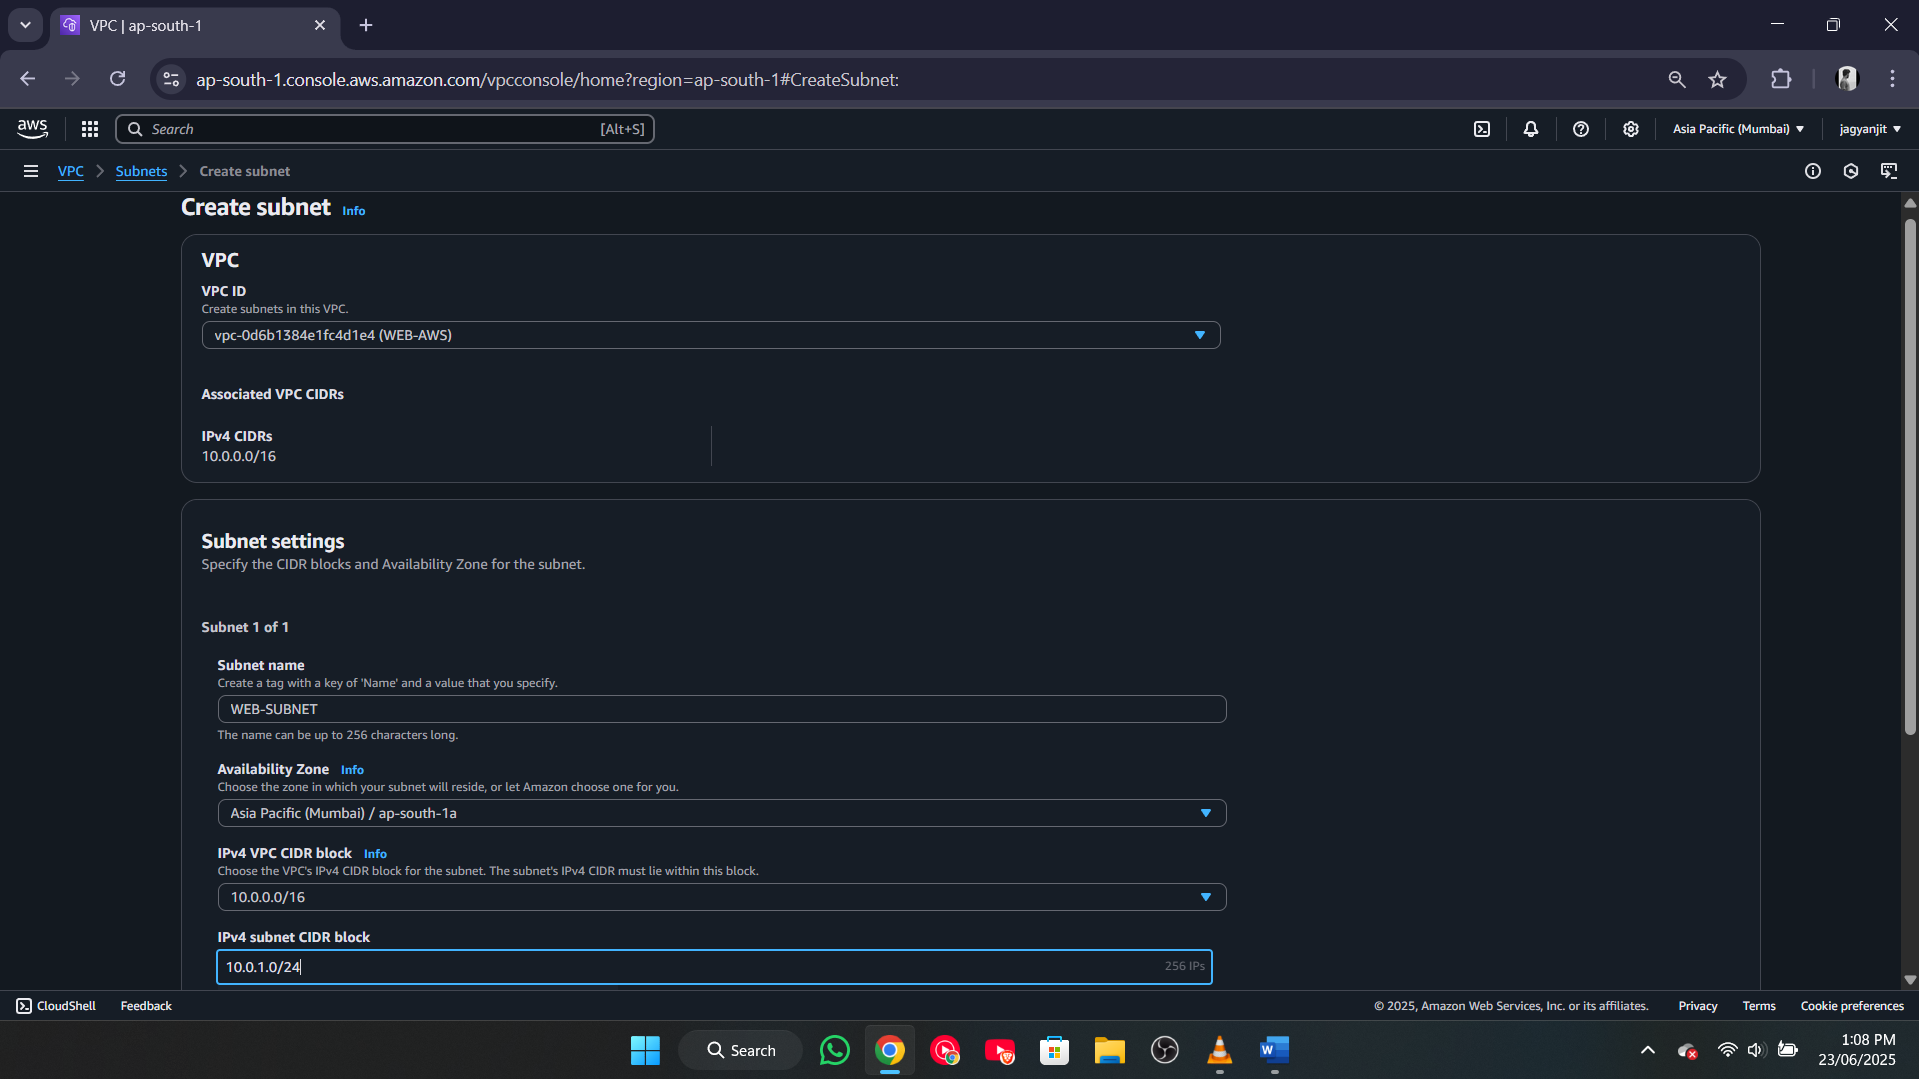 VPC | ap-south-1
ap-south-1.console.aws.amazon.com/vpcconsole/home?region=ap-south-1#CreateSubnet:
aws
Search
[Alt+S]
Asia Pacific (Mumbai)
jagyanjit
VPC
Subnets
Create subnet
Create subnet Info
VPC
VPC ID
Create subnets in this VPC.
vpc-0d6b1384e1fc4d1e4 (WEB-AWS)
Associated VPC CIDRs
IPv4 CIDRs
10.0.0.0/16
Subnet settings
Specify the CIDR blocks and Availability Zone for the subnet.
Subnet 1 of 1
Subnet name
Create a tag with a key of 'Name' and a value that you specify.
WEB-SUBNET
The name can be up to 256 characters long.
Availability Zone Info
Choose the zone in which your subnet will reside, or let Amazon choose one for you.
Asia Pacific (Mumbai) / ap-south-1a
IPv4 VPC CIDR block Info
Choose the VPC's IPv4 CIDR block for the subnet. The subnet's IPv4 CIDR must lie within this block.
10.0.0.0/16
IPv4 subnet CIDR block
10.0.1.0/24
256 IPs
CloudShell
Feedback
© 2025, Amazon Web Services, Inc. or its affiliates.
Privacy
Terms
Cookie preferences
Search
W
1:08 PM
23/06/2025